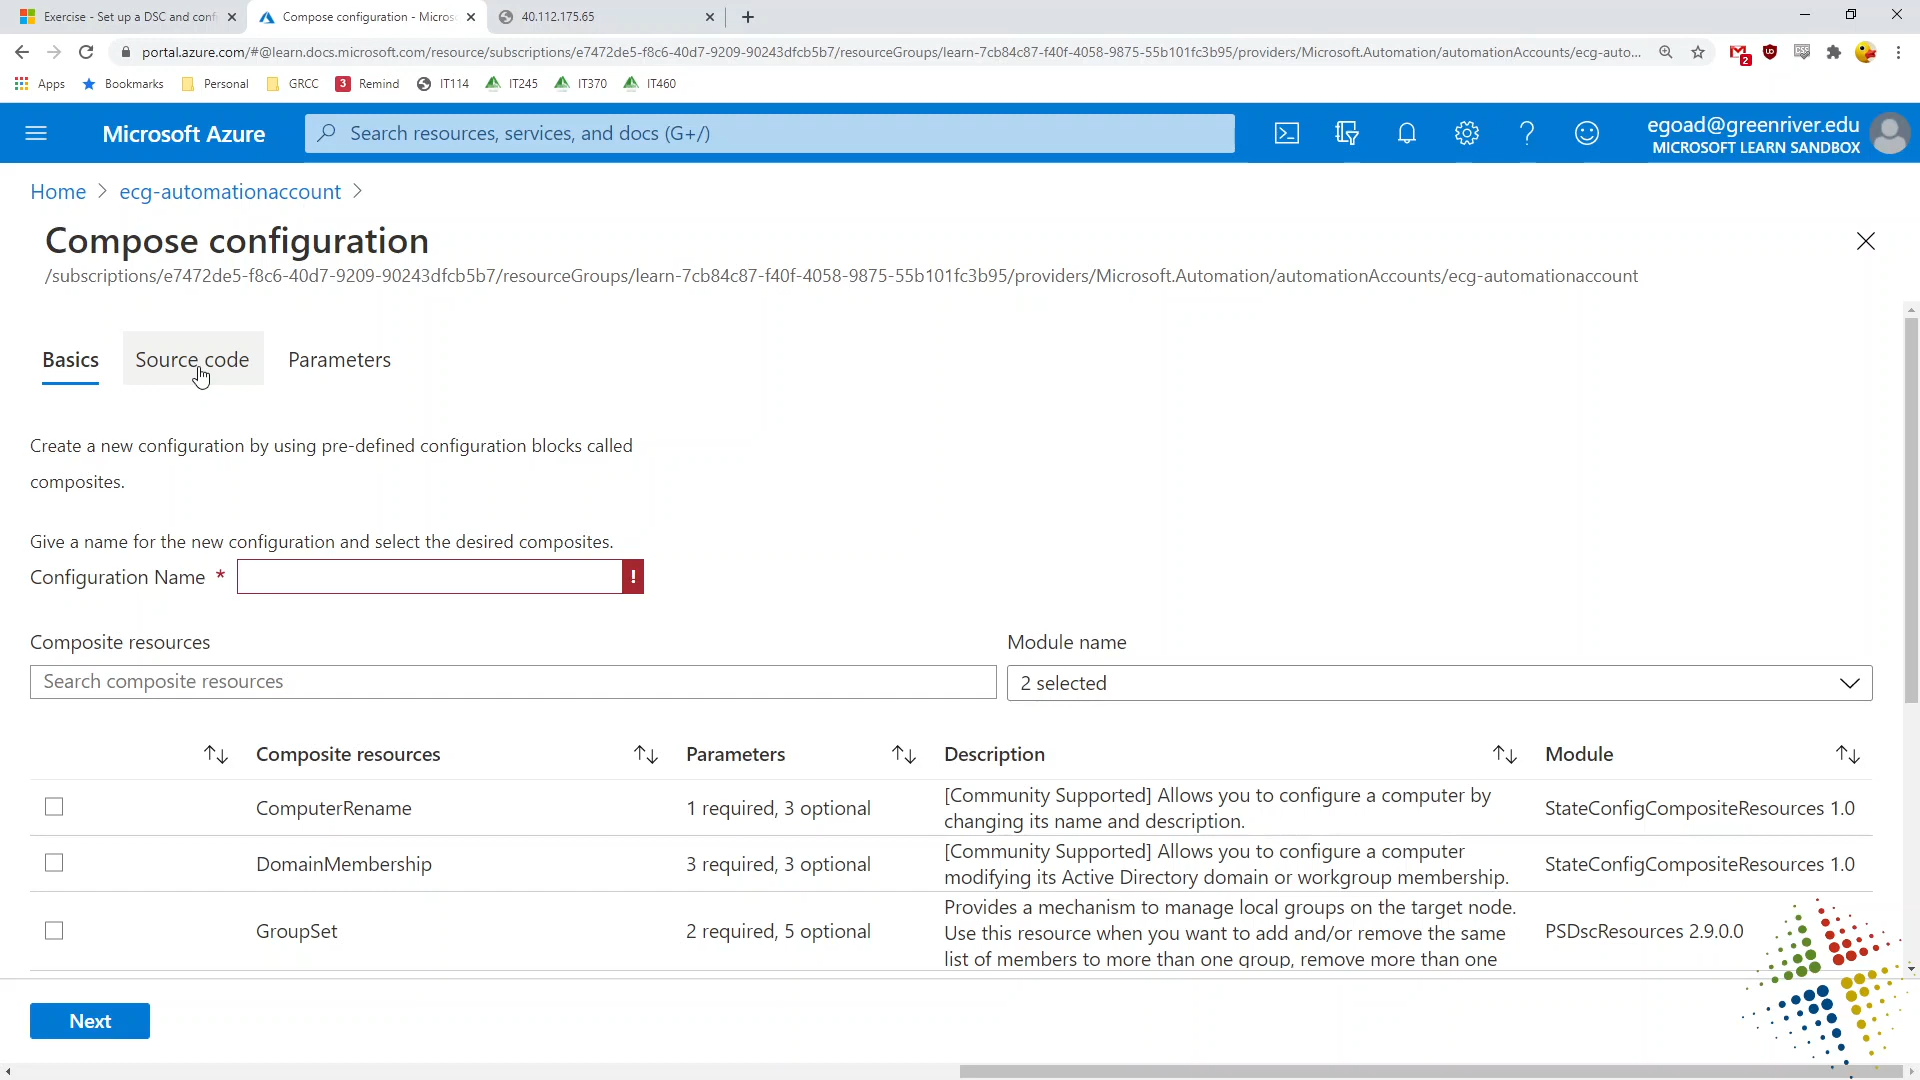 Exercise - Set up a DSC and conf
Compose configuration - Micros
40.112.175.65
portal.azure.com/#@learn.docs.microsoft.com/resource/subscriptions/e7472de5-f8c6-40d7-9209-90243dfcb5b7/resourceGroups/learn-7cb84c87-f40f-4058-9875-55b101fc3b95/providers/Microsoft.Automation/automationAccounts/ecg-auto...
2
Apps
Bookmarks
Personal
GRCC
3
Remind
IT114
IT245
IT370
IT460
Microsoft Azure
Search resources, services, and docs (G+/)
egoad@greenriver.edu
MICROSOFT LEARN SANDBOX
Home > ecg-automationaccount >
Compose configuration
/subscriptions/e7472de5-f8c6-40d7-9209-90243dfcb5b7/resourceGroups/learn-7cb84c87-f40f-4058-9875-55b101fc3b95/providers/Microsoft.Automation/automationAccounts/ecg-automationaccount
Basics
Source code
Parameters
Create a new configuration by using pre-defined configuration blocks called
composites.
Give a name for the new configuration and select the desired composites.
Configuration Name *
!
Composite resources
Module name
Search composite resources
2 selected
Composite resources
Parameters
Description
Module
ComputerRename
1 required, 3 optional
[Community Supported] Allows you to configure a computer by
changing its name and description.
StateConfigCompositeResources 1.0
DomainMembership
3 required, 3 optional
[Community Supported] Allows you to configure a computer
modifying its Active Directory domain or workgroup membership.
StateConfigCompositeResources 1.0
GroupSet
2 required, 5 optional
Provides a mechanism to manage local groups on the target node.
Use this resource when you want to add and/or remove the same
list of members to more than one group, remove more than one
PSDscResources 2.9.0.0
Next